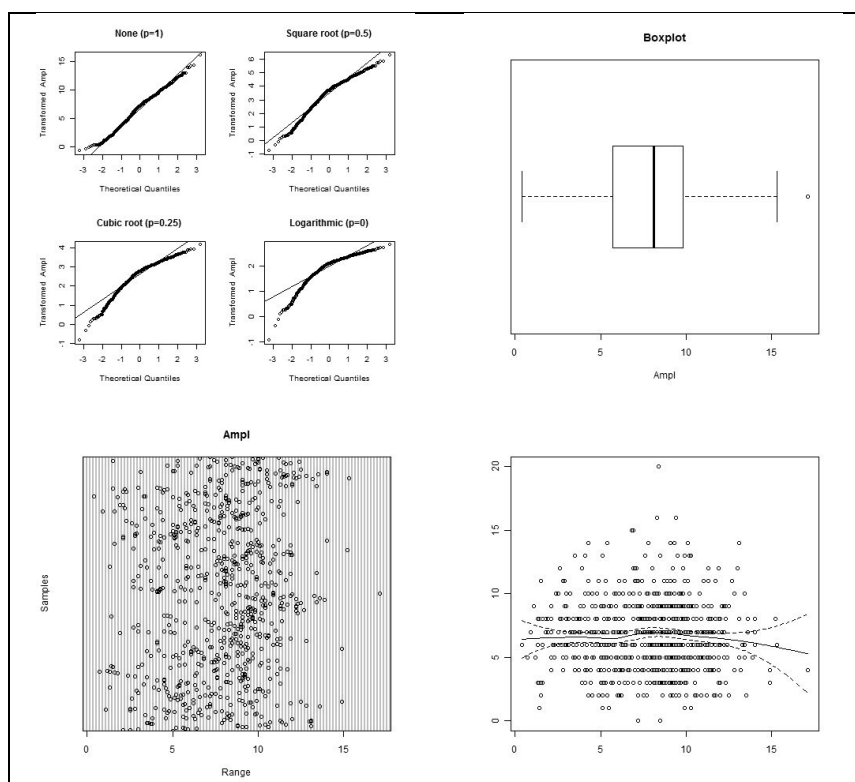 None (p=1)
Transformed Ampl
0 5 10 15
-3 -2 -1 0 1 2 3
Theoretical Quantiles
Square root (p=0.5)
Transformed Ampl
-1 0 1 2 3 4 5 6
-3 -2 -1 0 1 2 3
Theoretical Quantiles
Cubic root (p=0.25)
Transformed Ampl
-1 0 1 2 3 4
-3 -2 -1 0 1 2 3
Theoretical Quantiles
Logarithmic (p=0)
Transformed Ampl
-1 0 1 2
-3 -2 -1 0 1 2 3
Theoretical Quantiles
Boxplot
0 5 10 15
Ampl
Ampl
Samples
0 5 10 15
Range
0 5 10 15 20
0 5 10 15